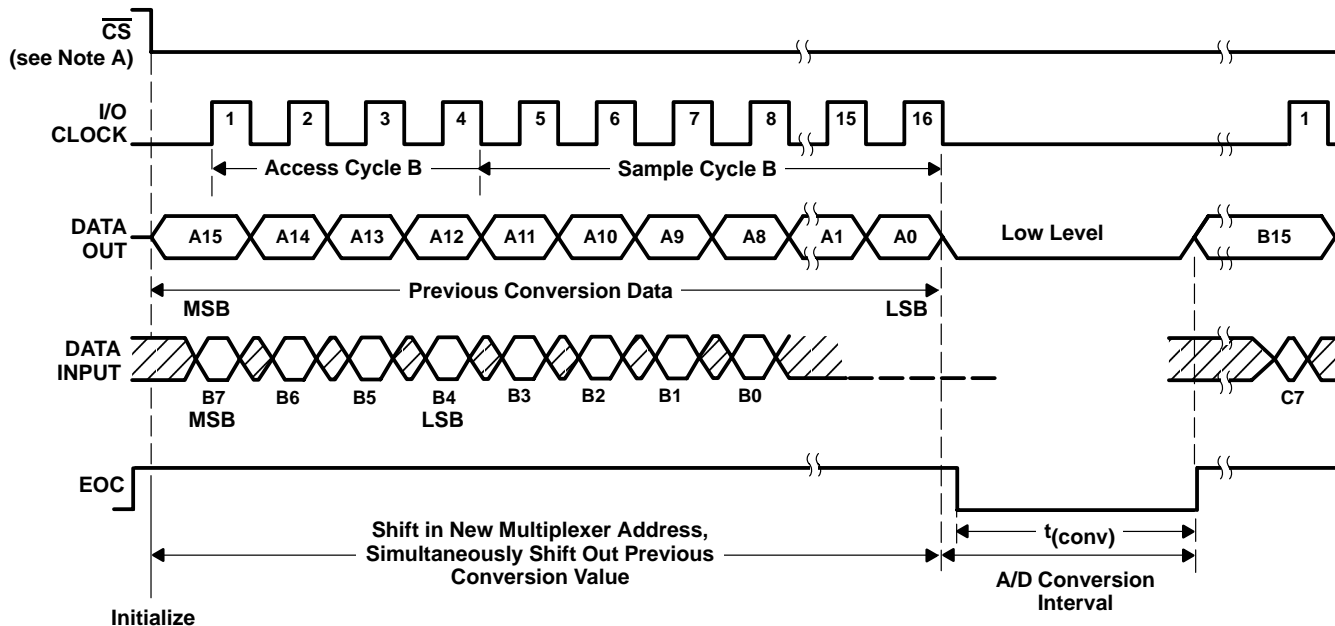 CS
(see Note A)
I/O
CLOCK
1 2 3 4 5 6 7 8 15 16 1
Access Cycle B Sample Cycle B
DATA
OUT
A15 A14 A13 A12 A11 A10 A9 A8 A1 A0 Low Level B15
Previous Conversion Data
MSB LSB
DATA
INPUT
B7 B6 B5 B4 B3 B2 B1 B0 C7
MSB LSB
EOC
Shift in New Multiplexer Address,
Simultaneously Shift Out Previous
Conversion Value
t(conv)
A/D Conversion
Interval
Initialize